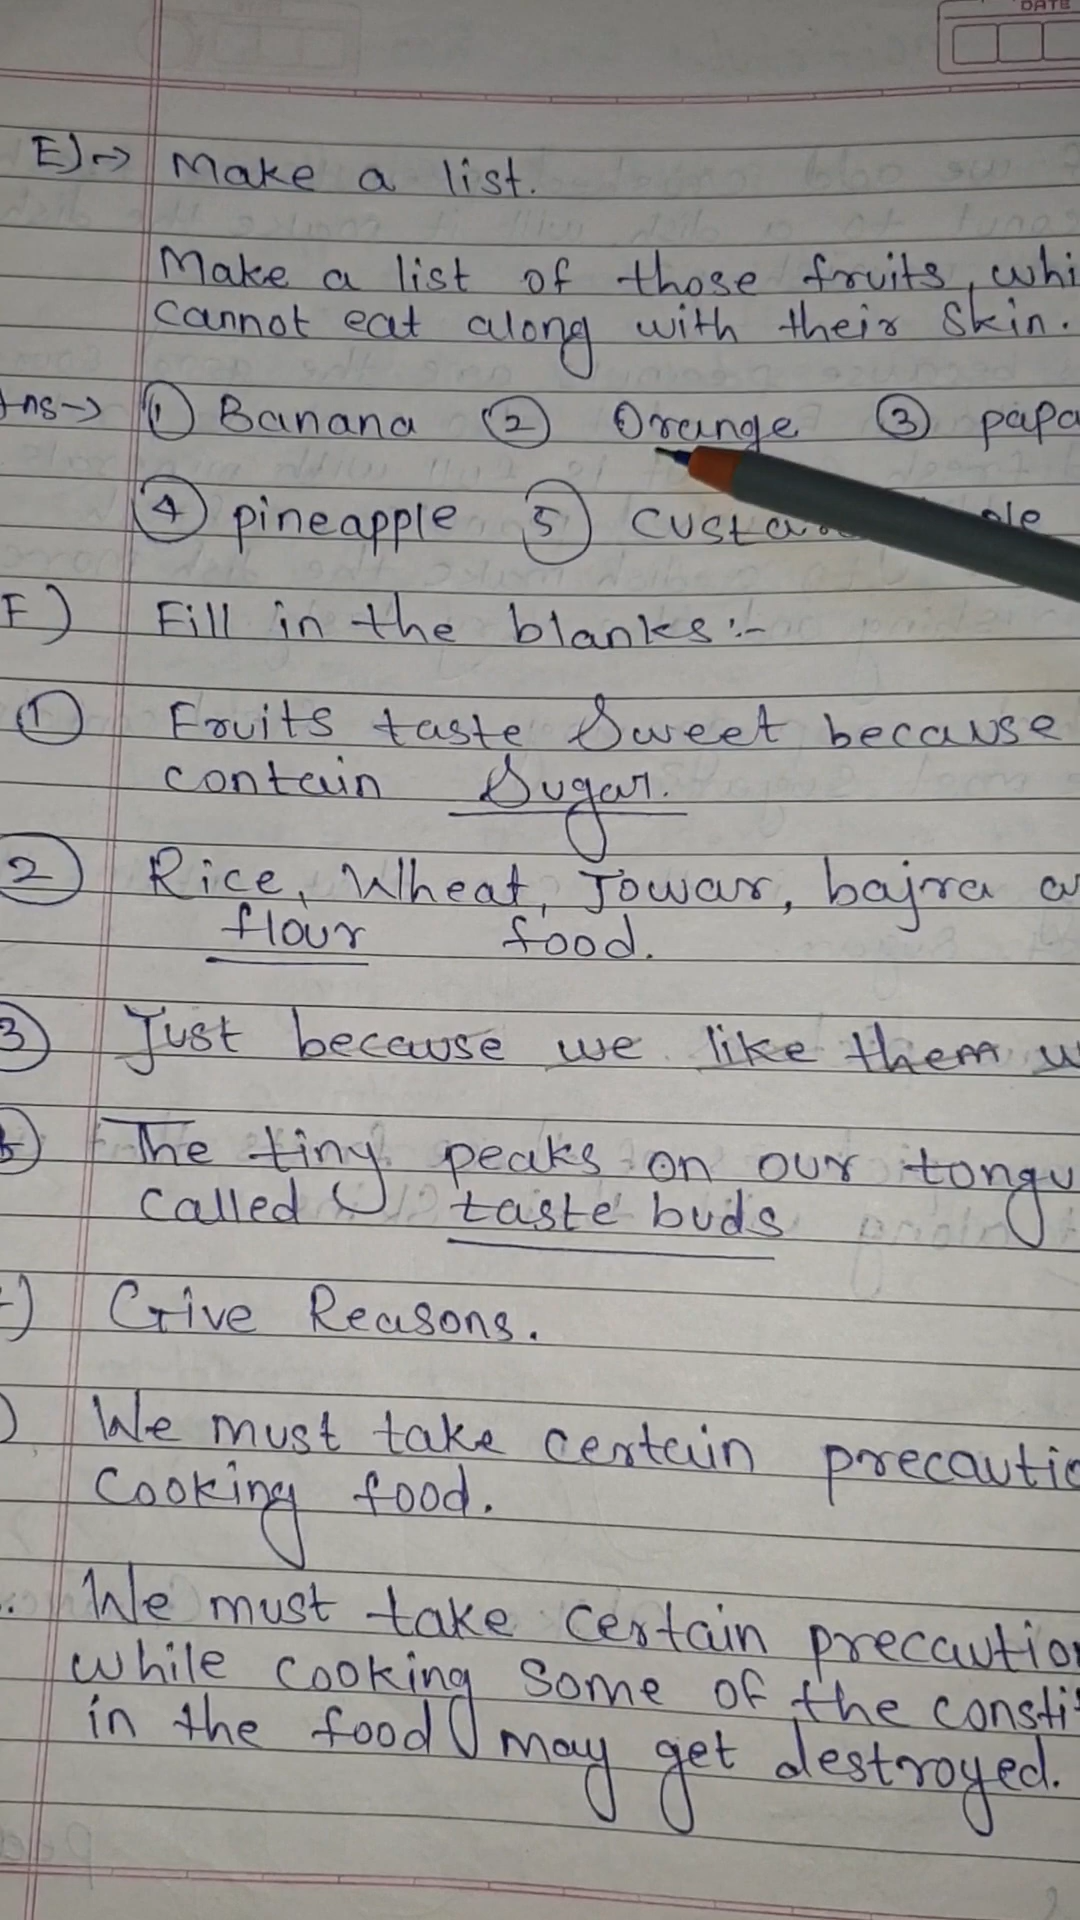 DATE
E)→ Make a list.
Make a list of those fruits, whi
cannot eat along with their skin.
Ans→ ① Banana ② Orange ③ papa
④ pineapple ⑤
F) Fill in the blanks:-
① Fruits taste Sweet because
contain Sugar.
② Rice, Wheat, Jowar, bajra a
flour food.
③ Just because we like them w
The tiny peaks on our tongu
called taste buds
Give Reasons.
We must take certain precautio
Cooking food.
We must take certain precaution
while cooking some of the consti
in the food may get destroyed.